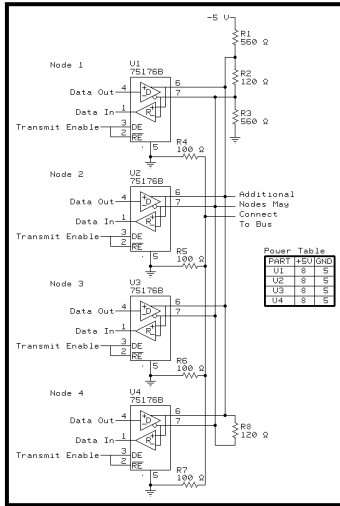 -5 V
R1
560 Ω
R2
120 Ω
R3
560 Ω
Node 1
U1
75176B
Data Out 4
Data In 1
Transmit Enable 3
2
D
R
DE
RE
6
7
5
R4
100 Ω
Node 2
U2
75176B
Data Out 4
Data In 1
Transmit Enable 3
2
D
R
DE
RE
6
7
5
R5
100 Ω
Additional
Nodes May
Connect
To Bus
Power Table
PART +5V GND
U1 8 5
U2 8 5
U3 8 5
U4 8 5
Node 3
U3
75176B
Data Out 4
Data In 1
Transmit Enable 3
2
D
R
DE
RE
6
7
5
R6
100 Ω
Node 4
U4
75176B
Data Out 4
Data In 1
Transmit Enable 3
2
D
R
DE
RE
6
7
5
R8
120 Ω
R7
100 Ω